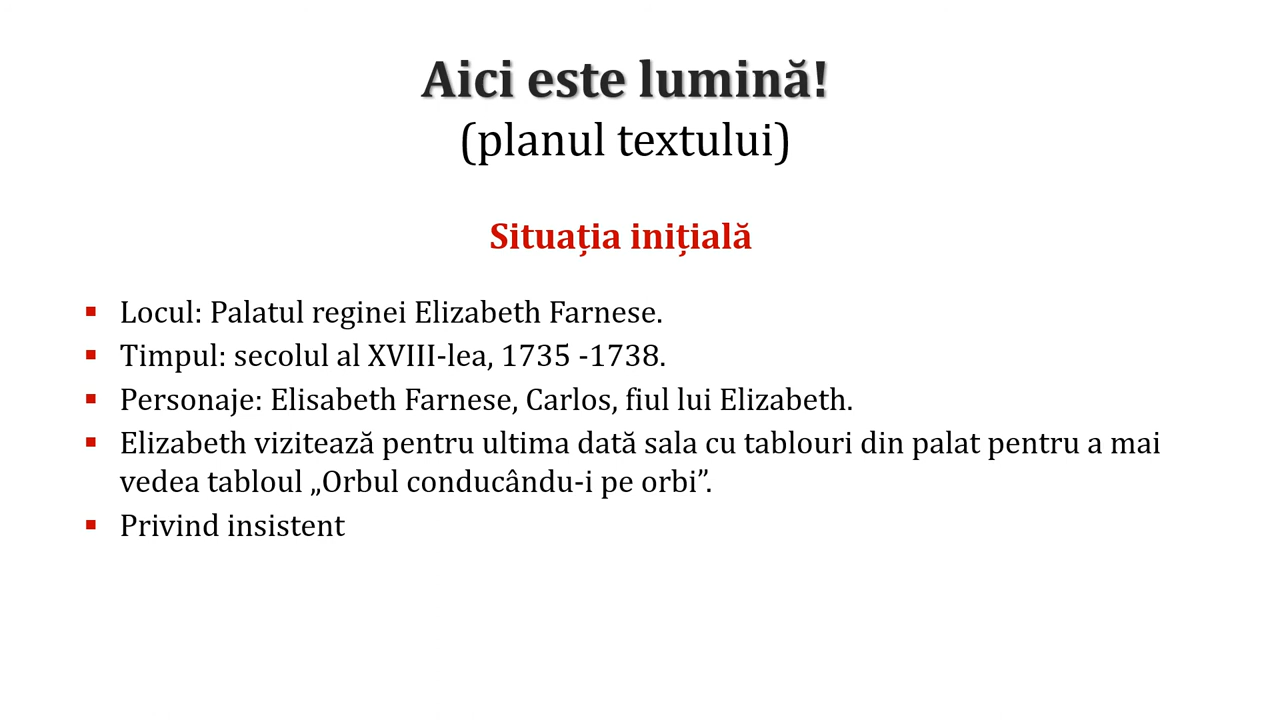 Aici este lumină!
(planul textului)
Situația inițială
▪ Locul: Palatul reginei Elizabeth Farnese.
▪ Timpul: secolul al XVIII-lea, 1735 -1738.
▪ Personaje: Elisabeth Farnese, Carlos, fiul lui Elizabeth.
▪ Elizabeth vizitează pentru ultima dată sala cu tablouri din palat pentru a mai
vedea tabloul „Orbul conducându-i pe orbi”.
▪ Privind insistent